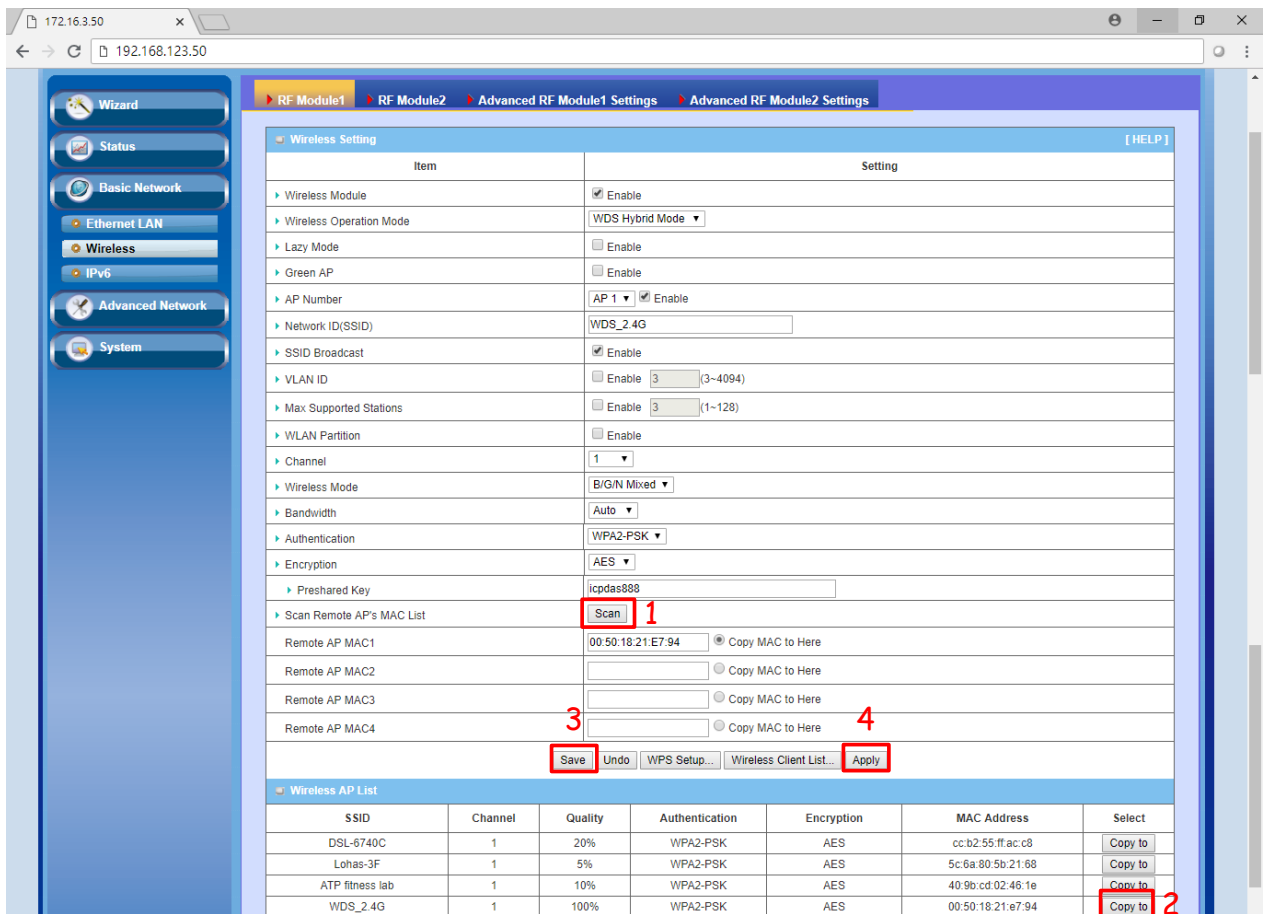 172.16.3.50
192.168.123.50
Wizard
Status
Basic Network
Ethernet LAN
Wireless
IPv6
Advanced Network
System
RF Module1 RF Module2 Advanced RF Module1 Settings Advanced RF Module2 Settings
Wireless Setting [ HELP ]
Item Setting
Wireless Module Enable
Wireless Operation Mode WDS Hybrid Mode
Lazy Mode Enable
Green AP Enable
AP Number AP 1 Enable
Network ID(SSID) WDS_2.4G
SSID Broadcast Enable
VLAN ID Enable 3 (3~4094)
Max Supported Stations Enable 3 (1~128)
WLAN Partition Enable
Channel 1
Wireless Mode B/G/N Mixed
Bandwidth Auto
Authentication WPA2-PSK
Encryption AES
Preshared Key icpdas888
Scan Remote AP's MAC List Scan 1
Remote AP MAC1 00:50:18:21:E7:94 Copy MAC to Here
Remote AP MAC2 Copy MAC to Here
Remote AP MAC3 Copy MAC to Here
Remote AP MAC4 Copy MAC to Here
3 4
Save Undo WPS Setup... Wireless Client List... Apply
Wireless AP List
SSID Channel Quality Authentication Encryption MAC Address Select
DSL-6740C 1 20% WPA2-PSK AES cc:b2:55:ff:ac:c8 Copy to
Lohas-3F 1 5% WPA2-PSK AES 5c:6a:80:5b:21:68 Copy to
ATP fitness lab 1 10% WPA2-PSK AES 40:9b:cd:02:46:1e Copy to
WDS_2.4G 1 100% WPA2-PSK AES 00:50:18:21:e7:94 Copy to 2